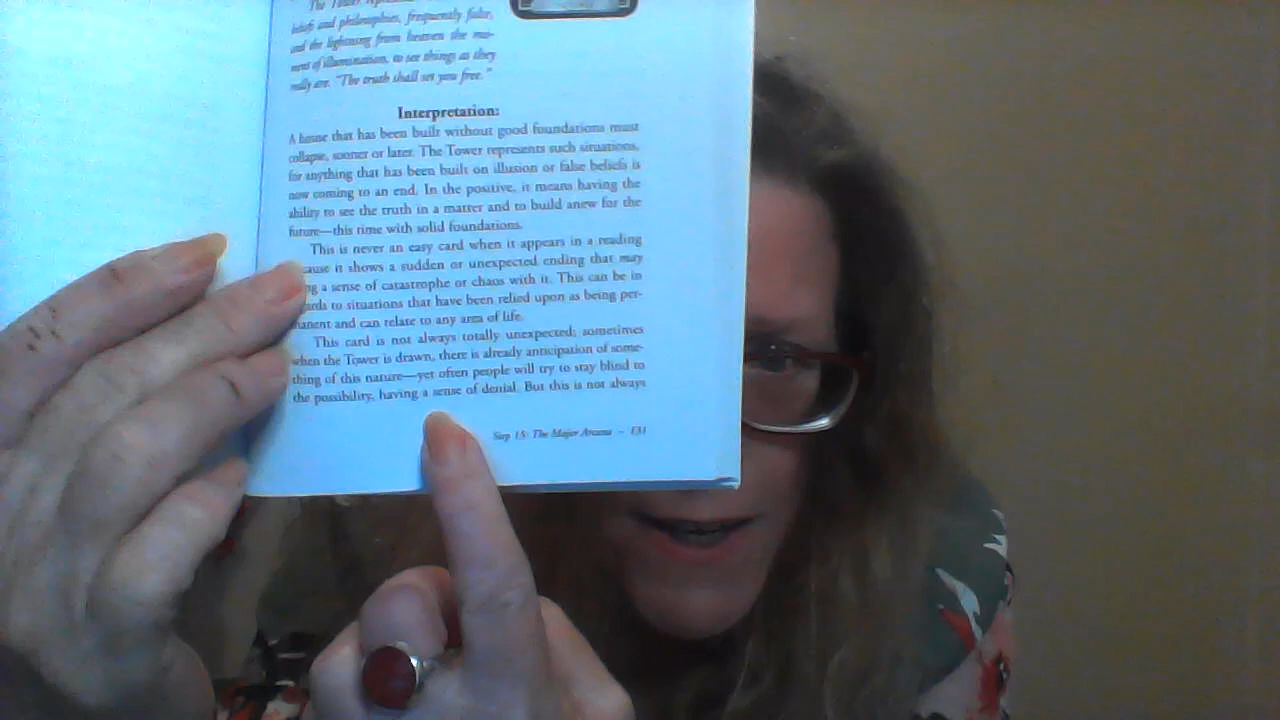 The Tower
beliefs and philosophies, frequently false,
and the lightning from heaven the mo-
ment of illumination, to see things as they
really are. "The truth shall set you free."
Interpretation:
A house that has been built without good foundations must
collapse, sooner or later. The Tower represents such situations,
for anything that has been built on illusion or false beliefs is
now coming to an end. In the positive, it means having the
ability to see the truth in a matter and to build anew for the
future—this time with solid foundations.
This is never an easy card when it appears in a reading
ause it shows a sudden or unexpected ending that may
ng a sense of catastrophe or chaos with it. This can be in
ards to situations that have been relied upon as being per-
manent and can relate to any area of life.
This card is not always totally unexpected; sometimes
when the Tower is drawn, there is already anticipation of some-
thing of this nature—yet often people will try to stay blind to
the possibility, having a sense of denial. But this is not always
Step 15: The Major Arcana ~ 131